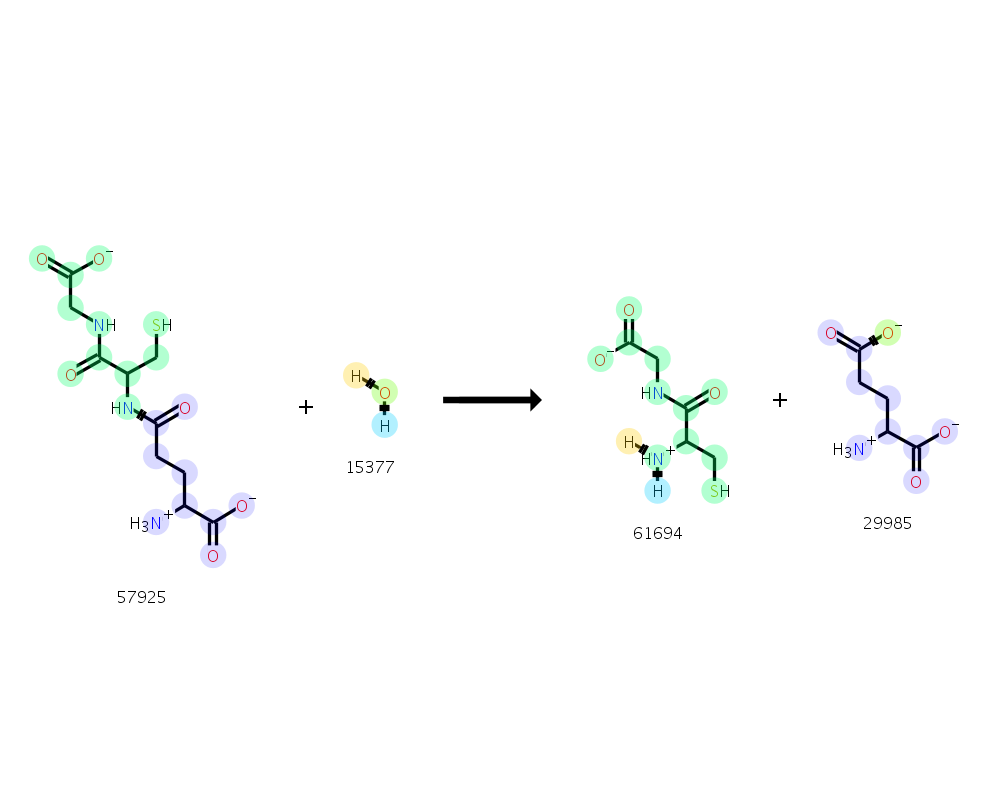 O O⁻
NH SH
O
HN O
H₃N⁺ O⁻
O
57925
+
H O
H
15377
O
O⁻
HN O
H HN⁺
H SH
61694
+
O O⁻
H₃N⁺ O⁻
O
29985